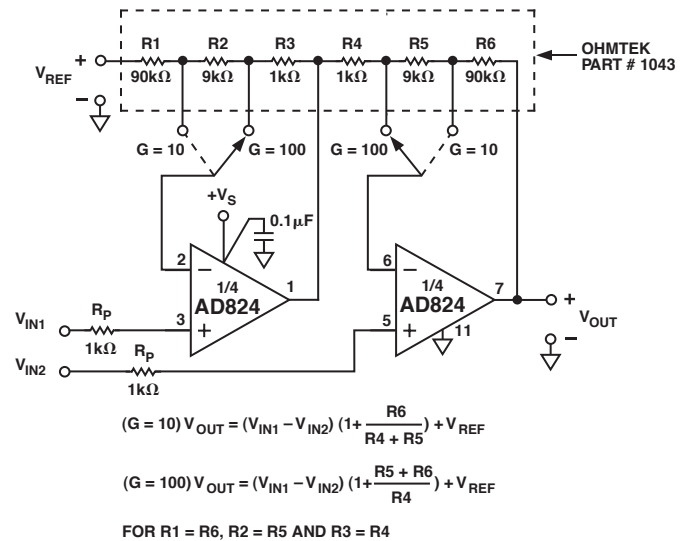 R1 R2 R3 R4 R5 R6
OHMTEK
PART # 1043
+
V_REF
90kΩ 9kΩ 1kΩ 1kΩ 9kΩ 90kΩ
−
G = 10 G = 100 G = 100 G = 10
+V_S
0.1µF
2 − 6 −
1/4 1 1/4 7
AD824 AD824
+
V_OUT
−
V_IN1 R_P 3 + 5 + 11
1kΩ
V_IN2 R_P
1kΩ
(G = 10) V_OUT = (V_IN1 – V_IN2) (1+ R6 / R4 + R5) + V_REF
(G = 100) V_OUT = (V_IN1 – V_IN2) (1+ R5 + R6 / R4) + V_REF
FOR R1 = R6, R2 = R5 AND R3 = R4